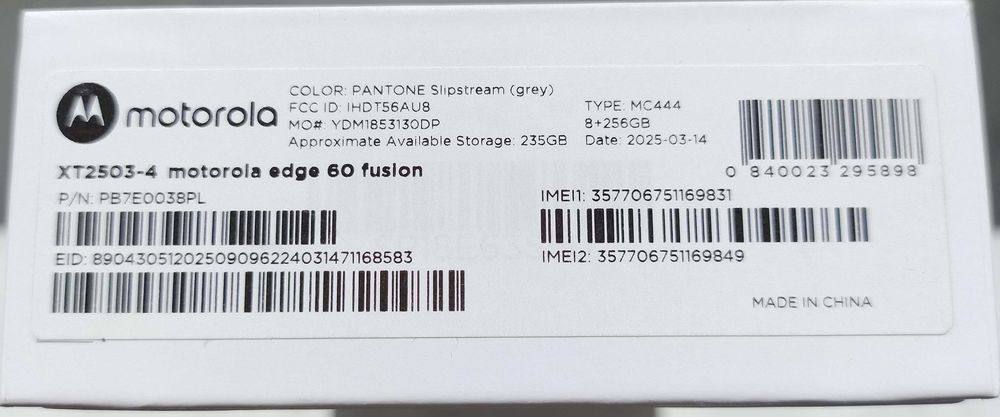 motorola
COLOR: PANTONE Slipstream (grey)
FCC ID: IHDT56AU8
MO#: YDM1853130DP
Approximate Available Storage: 235GB
TYPE: MC444
8+256GB
Date: 2025-03-14
0 840023 295898
XT2503-4 motorola edge 60 fusion
P/N: PB7E0038PL
IMEI1: 357706751169831
EID: 89043051202509096224031471168583
IMEI2: 357706751169849
MADE IN CHINA